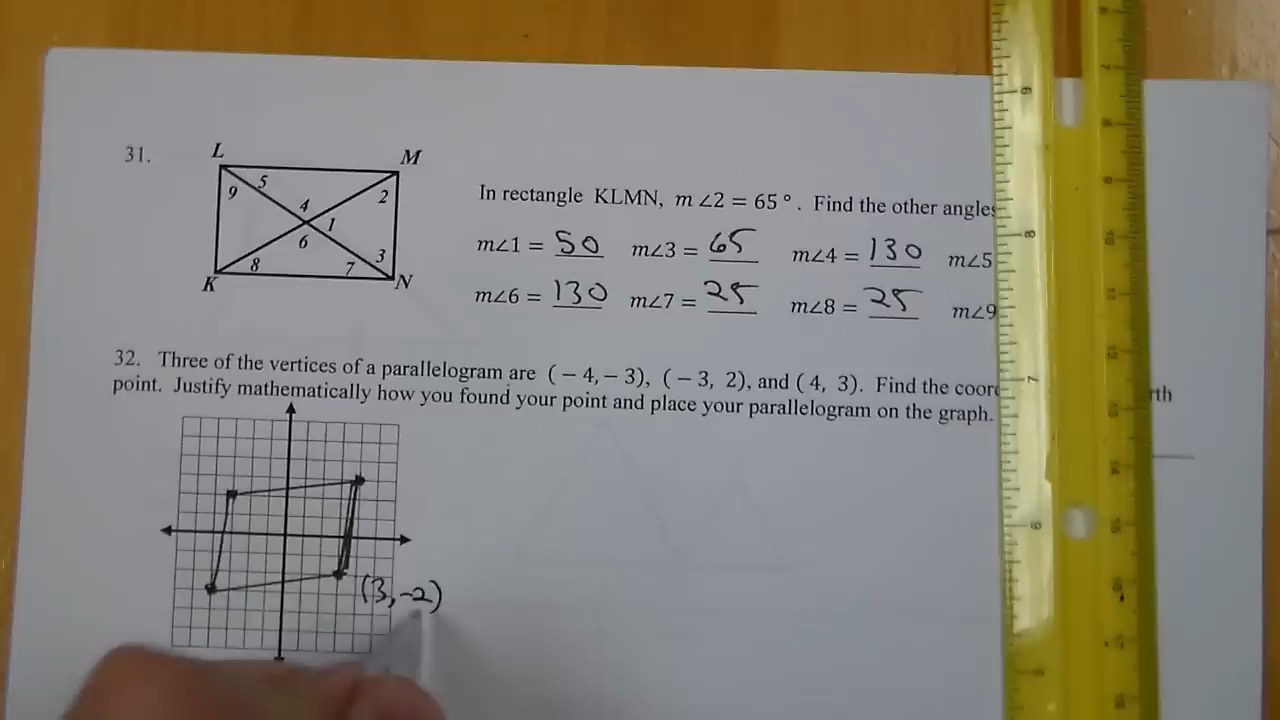 31.
L
M
9 5 4 2
1
6 3
8 7
K
N
In rectangle KLMN, m∠2 = 65°. Find the other angles
m∠1 = 50 m∠3 = 65 m∠4 = 130 m∠5
m∠6 = 130 m∠7 = 25 m∠8 = 25 m∠9
32. Three of the vertices of a parallelogram are (-4,-3), (-3, 2), and (4, 3). Find the
rth
point. Justify mathematically how you found your point and place your parallelogram on the graph.
(3,-2)